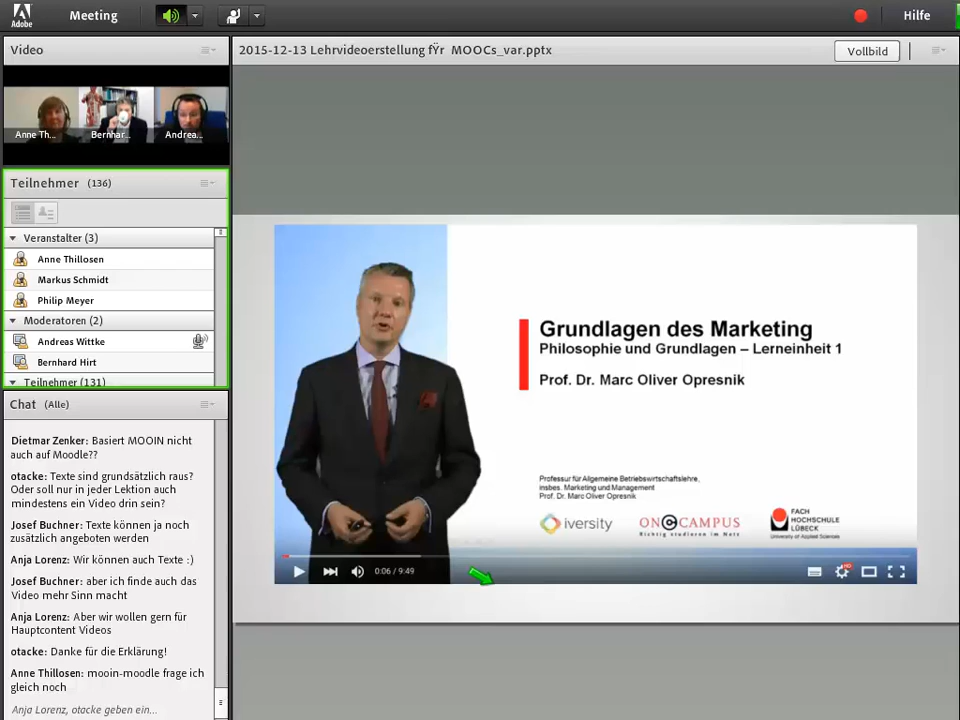 Adobe
Meeting
Hilfe
Video
Anne Th...
Bernhar...
Andrea...
Teilnehmer (136)
Veranstalter (3)
Anne Thillosen
Markus Schmidt
Philip Meyer
Moderatoren (2)
Andreas Wittke
Bernhard Hirt
Teilnehmer (131)
Chat (Alle)
Dietmar Zenker: Basiert MOOIN nicht
auch auf Moodle??
otacke: Texte sind grundsätzlich raus?
Oder soll nur in jeder Lektion auch
mindestens ein Video drin sein?
Josef Buchner: Texte können ja noch
zusätzlich angeboten werden
Anja Lorenz: Wir können auch Texte :)
Josef Buchner: aber ich finde auch das
Video mehr Sinn macht
Anja Lorenz: Aber wir wollen gern für
Hauptcontent Videos
otacke: Danke für die Erklärung!
Anne Thillosen: mooin-moodle frage ich
gleich noch
Anja Lorenz, otacke geben ein...
2015-12-13 Lehrvideoerstellung fŸr MOOCs_var.pptx
Vollbild
Grundlagen des Marketing
Philosophie und Grundlagen – Lerneinheit 1
Prof. Dr. Marc Oliver Opresnik
Professur für Allgemeine Betriebswirtschaftslehre,
insbes. Marketing und Management
Prof. Dr. Marc Oliver Opresnik
iversity
ONCAMPUS
Richtig studieren im Netz
FACH
HOCHSCHULE
LÜBECK
University of Applied Sciences
0:06 / 9:49
HD